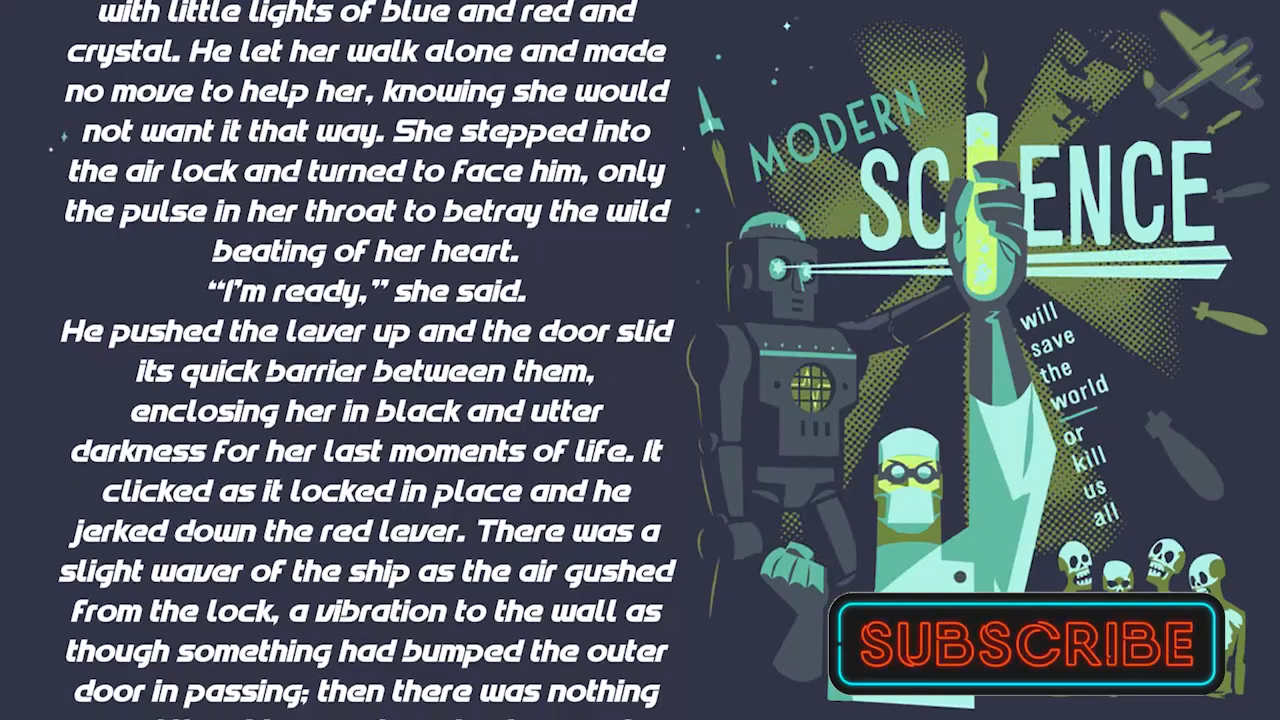 with little lights of blue and red and
crystal. He let her walk alone and made
no move to help her, knowing she would
not want it that way. She stepped into
the air lock and turned to face him, only
the pulse in her throat to betray the wild
beating of her heart.
“I’m ready,” she said.
He pushed the lever up and the door slid
its quick barrier between them,
enclosing her in black and utter
darkness for her last moments of life. It
clicked as it locked in place and he
jerked down the red lever. There was a
slight waver of the ship as the air gushed
from the lock, a vibration to the wall as
though something had bumped the outer
door in passing; then there was nothing
MODERN
SCIENCE
will
save
the
world
or
kill
us
all
SUBSCRIBE